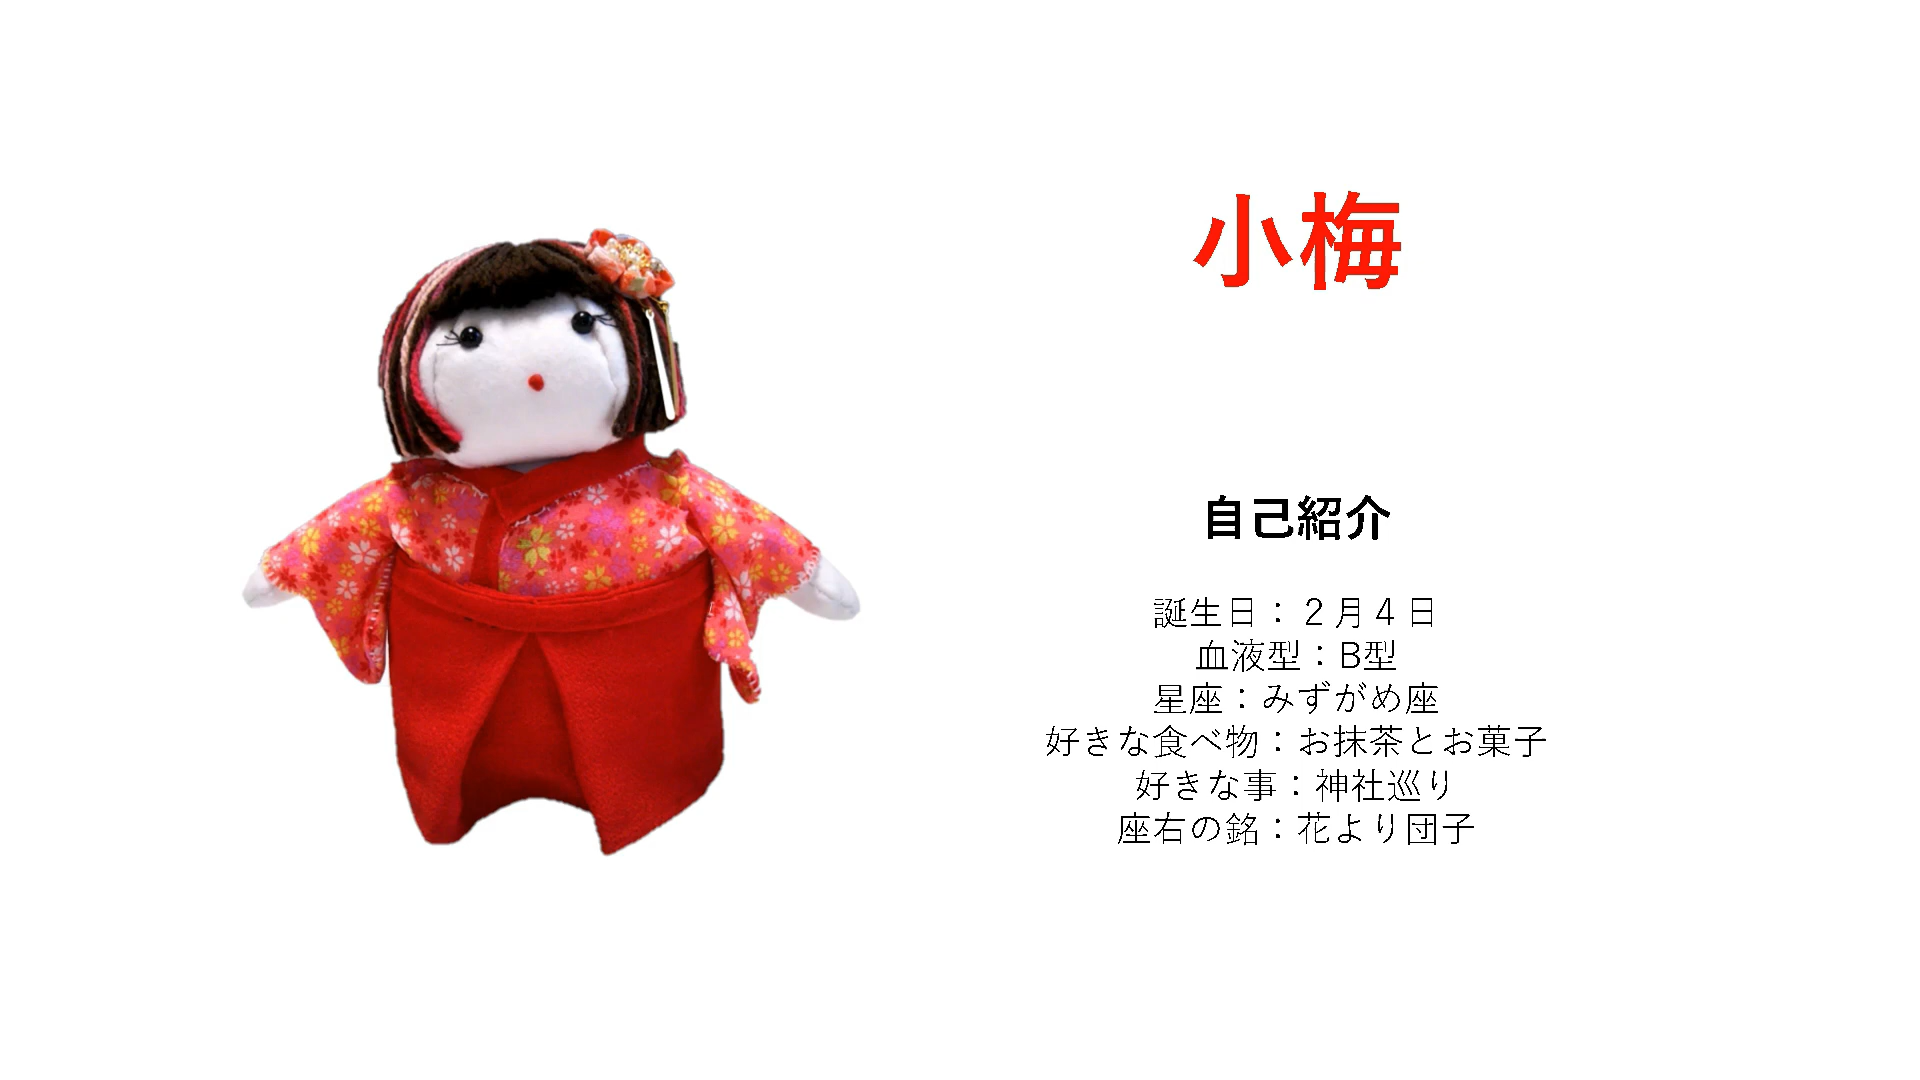 小梅
自己紹介
誕生日：２月４日
血液型：B型
星座：みずがめ座
好きな食べ物：お抹茶とお菓子
好きな事：神社巡り
座右の銘：花より団子